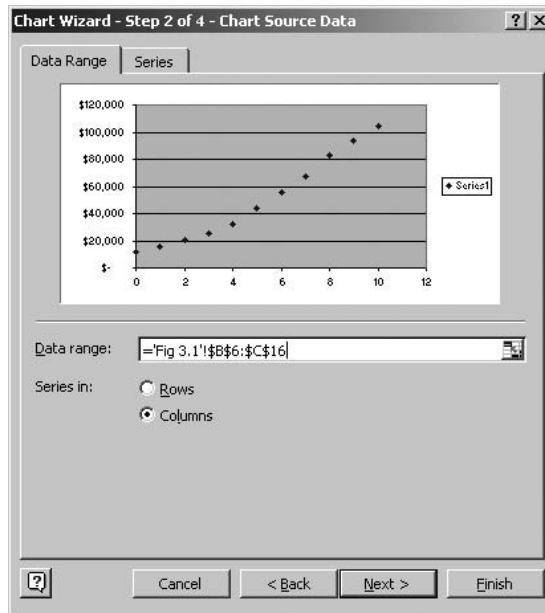 Chart Wizard - Step 2 of 4 - Chart Source Data
Data Range
Series
$120,000
$100,000
$80,000
$60,000
$40,000
$20,000
$-
0 2 4 6 8 10 12
Series1
Data range:
='Fig 3.1'!$B$6:$C$16
Series in:
Rows
Columns
Cancel
< Back
Next >
Finish